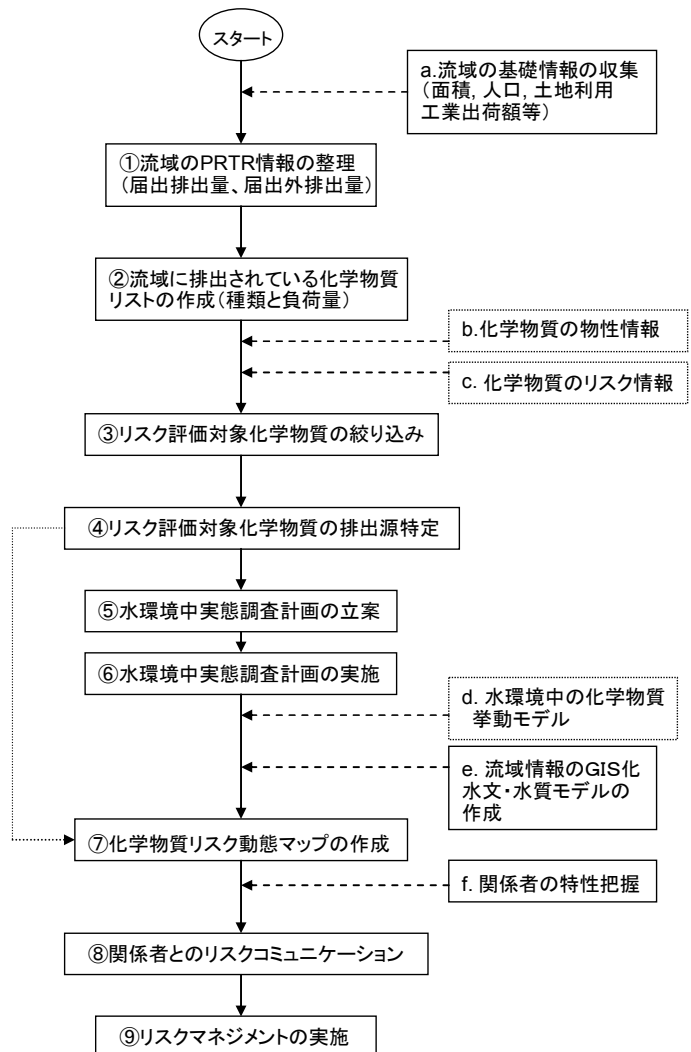 スタート
a.流域の基礎情報の収集
(面積, 人口, 土地利用
工業出荷額等)
①流域のPRTR情報の整理
(届出排出量、届出外排出量)
②流域に排出されている化学物質
リストの作成(種類と負荷量)
b.化学物質の物性情報
c. 化学物質のリスク情報
③リスク評価対象化学物質の絞り込み
④リスク評価対象化学物質の排出源特定
⑤水環境中実態調査計画の立案
⑥水環境中実態調査計画の実施
d. 水環境中の化学物質
挙動モデル
e. 流域情報のGIS化
水文・水質モデルの
作成
⑦化学物質リスク動態マップの作成
f. 関係者の特性把握
⑧関係者とのリスクコミュニケーション
⑨リスクマネジメントの実施